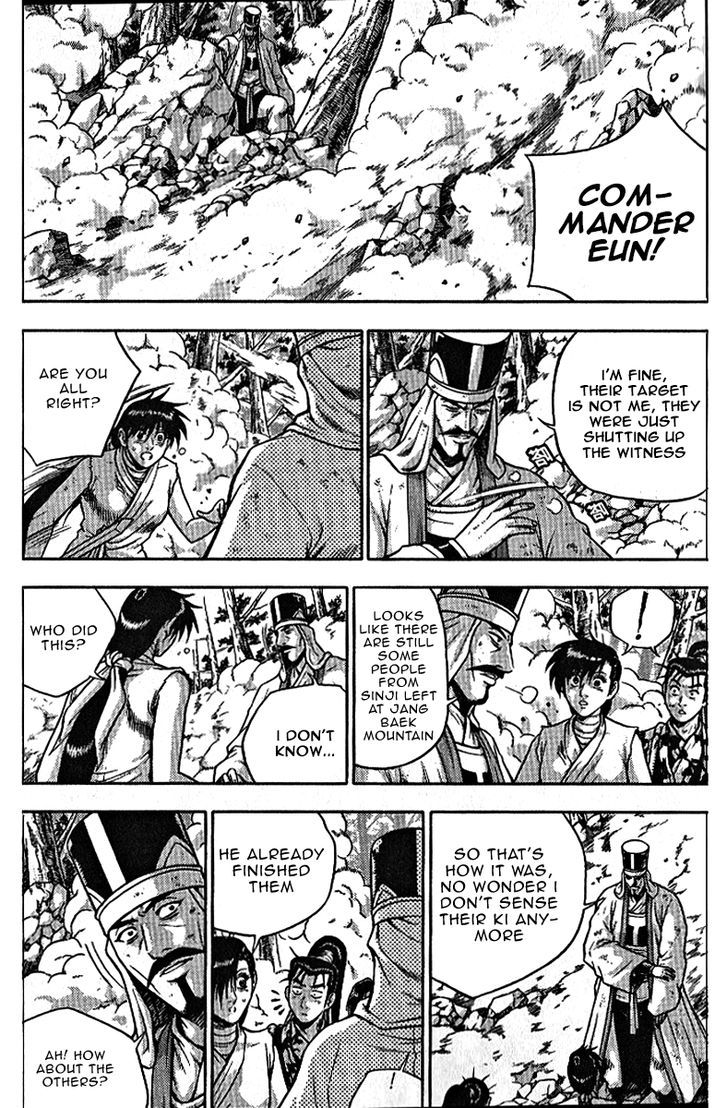 COM-
MANDER
EUN!
ARE YOU
ALL
RIGHT?
I'M FINE,
THEIR TARGET
IS NOT ME, THEY
WERE JUST
SHUTTING UP
THE WITNESS
WHO DID
THIS?
I DON'T
KNOW...
LOOKS
LIKE THERE
ARE STILL
SOME
PEOPLE
FROM
SINJI LEFT
AT JANG
BAEK
MOUNTAIN
!
AH! HOW
ABOUT THE
OTHERS?
HE ALREADY
FINISHED
THEM
!
SO THAT'S
HOW IT WAS,
NO WONDER I
DON'T SENSE
THEIR KI ANY-
MORE